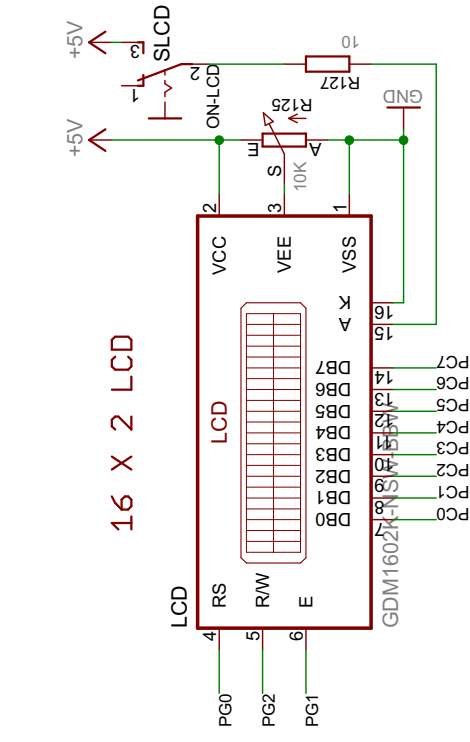 +5V
3
SLCD
1
2
ON-LCD
10
R127
+5V
E
R125
A
S
10K
GND
2
3
1
VCC
VEE
VSS
K
16
A
15
16 X 2 LCD
LCD
DB7
14
PC7
DB6
13
PC6
DB5
12
PC5
DB4
11
PC4
DB3
10
PC3
DB2
9
PC2
DB1
8
PC1
DB0
7
PC0
GDM1602K-NSW-BBW
LCD
RS
R/W
E
4
5
6
PG0
PG2
PG1